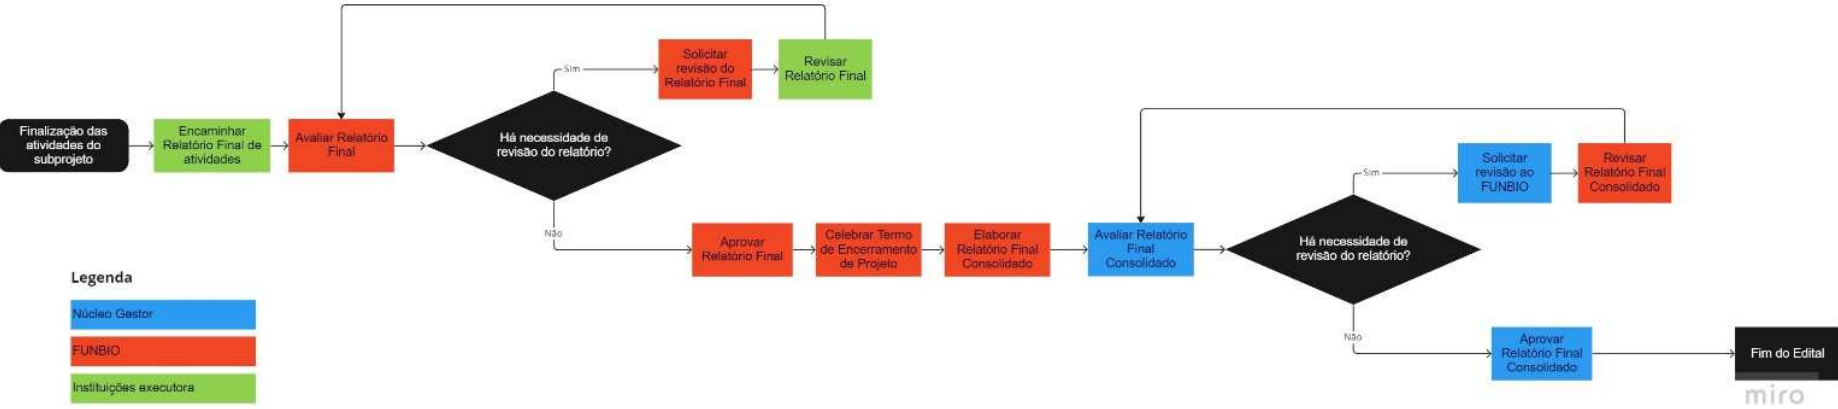 Finalização das
atividades do
subprojeto
Encaminhar
Relatório Final de
atividades
Avaliar Relatório
Final
Há necessidade de
revisão do relatório?
Sim
Solicitar
revisão do
Relatório Final
Revisar
Relatório Final
Não
Aprovar
Relatório Final
Celebrar Termo
de Encerramento
de Projeto
Elaborar
Relatório Final
Consolidado
Avaliar Relatório
Final
Consolidado
Há necessidade de
revisão do relatório?
Sim
Solicitar
revisão ao
FUNBIO
Revisar
Relatório Final
Consolidado
Não
Aprovar
Relatório Final
Consolidado
Fim do Edital
Legenda
Núcleo Gestor
FUNBIO
Instituições executora
miro